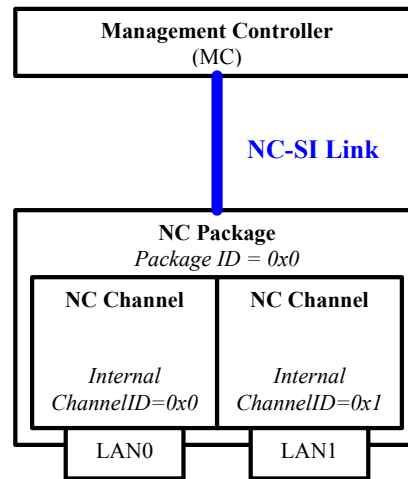 Management Controller
(MC)
NC-SI Link
NC Package
Package ID = 0x0
NC Channel
Internal
ChannelID=0x0
NC Channel
Internal
ChannelID=0x1
LAN0
LAN1